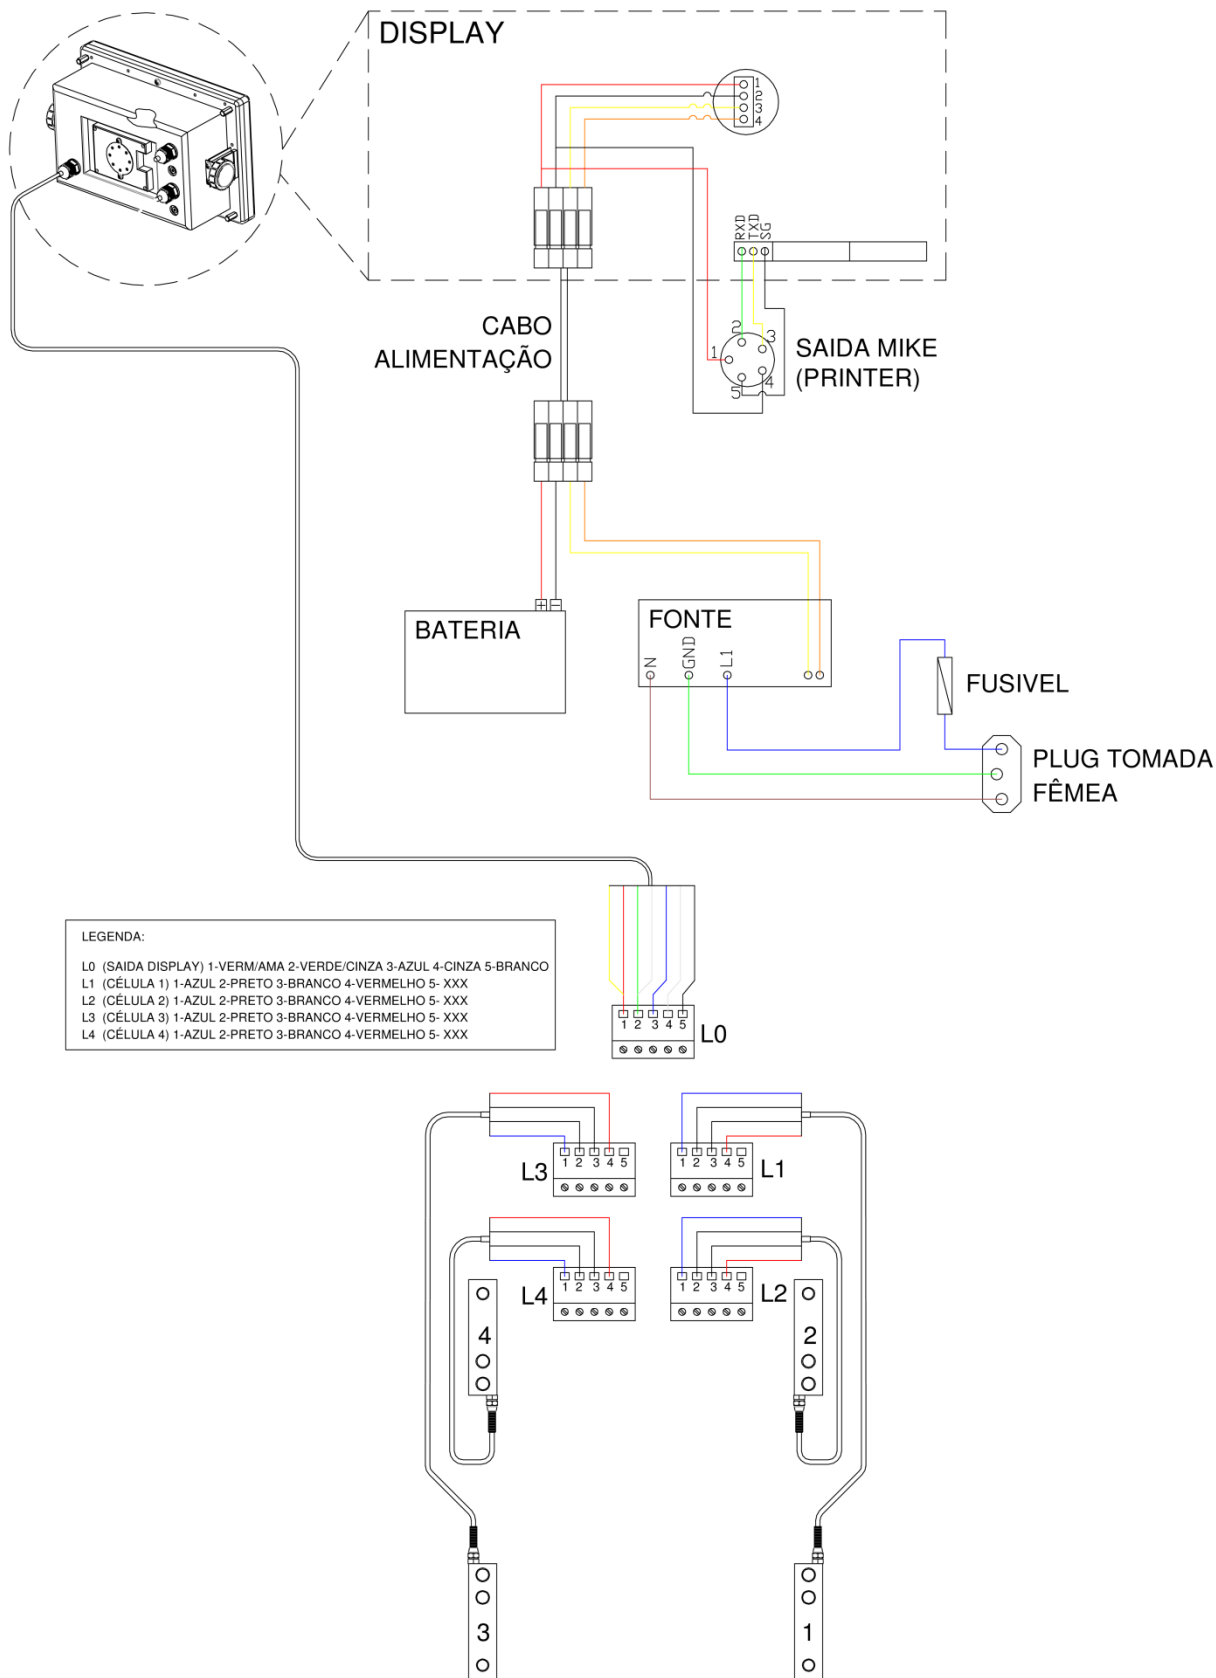 DISPLAY
1
2
3
4
RXD
TXD
SG
CABO
ALIMENTAÇÃO
2
3
1
4
5
SAIDA MIKE
(PRINTER)
+ -
BATERIA
FONTE
N
GND
L1
FUSIVEL
PLUG TOMADA
FÊMEA
LEGENDA:
L0 (SAIDA DISPLAY) 1-VERM/AMA 2-VERDE/CINZA 3-AZUL 4-CINZA 5-BRANCO
L1 (CÉLULA 1) 1-AZUL 2-PRETO 3-BRANCO 4-VERMELHO 5- XXX
L2 (CÉLULA 2) 1-AZUL 2-PRETO 3-BRANCO 4-VERMELHO 5- XXX
L3 (CÉLULA 3) 1-AZUL 2-PRETO 3-BRANCO 4-VERMELHO 5- XXX
L4 (CÉLULA 4) 1-AZUL 2-PRETO 3-BRANCO 4-VERMELHO 5- XXX
1 2 3 4 5
L0
L3
1 2 3 4 5
1 2 3 4 5
L1
L4
1 2 3 4 5
1 2 3 4 5
L2
4
2
3
1